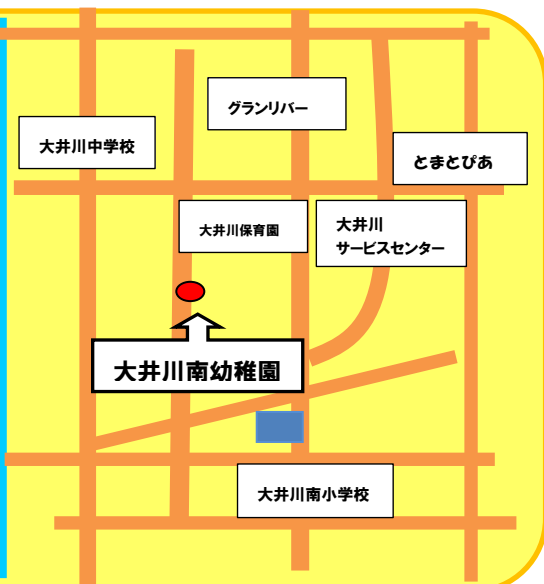 グランリバー
大井川中学校
とまとぴあ
大井川保育園
大井川
サービスセンター
大井川南幼稚園
大井川南小学校